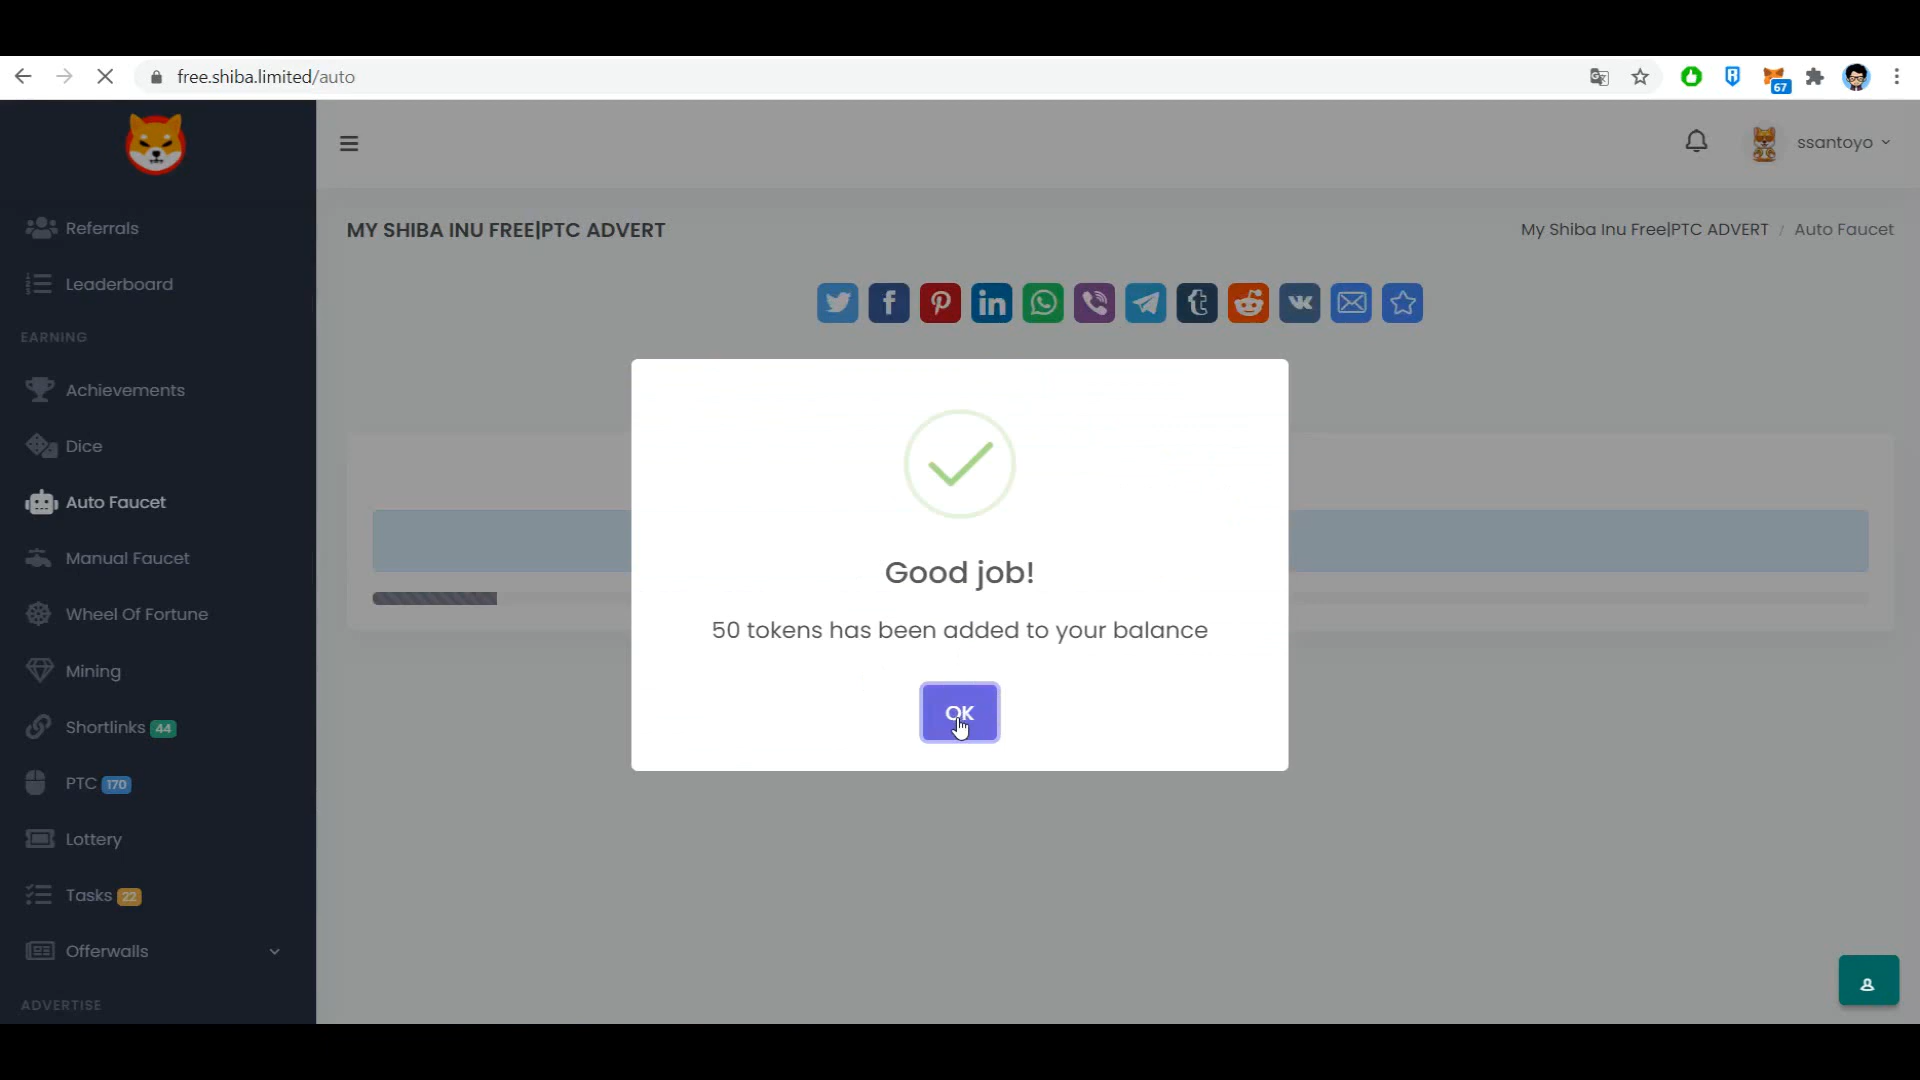 free.shiba.limited/auto
67
ssantoyo
Referrals
Leaderboard
EARNING
Achievements
Dice
Auto Faucet
Manual Faucet
Wheel Of Fortune
Mining
Shortlinks 44
PTC 170
Lottery
Tasks 22
Offerwalls
ADVERTISE
MY SHIBA INU FREE|PTC ADVERT
My Shiba Inu Free|PTC ADVERT / Auto Faucet
Good job!
50 tokens has been added to your balance
OK